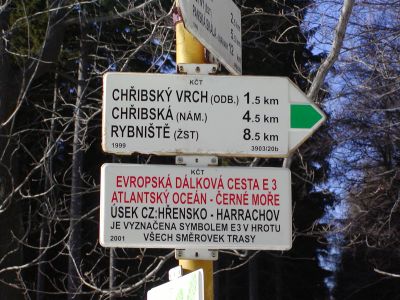 KČT
CHŘIBSKÝ VRCH (ODB.) 1.5 km
CHŘIBSKÁ (NÁM.) 4.5 km
RYBNIŠTĚ (ŽST) 8.5 km
1999 3903/20b
KČT
EVROPSKÁ DÁLKOVÁ CESTA E 3
ATLANTSKÝ OCEÁN - ČERNÉ MOŘE
ÚSEK CZ:HŘENSKO - HARRACHOV
JE VYZNAČENA SYMBOLEM E3 V HROTU
2001 VŠECH SMĚROVEK TRASY